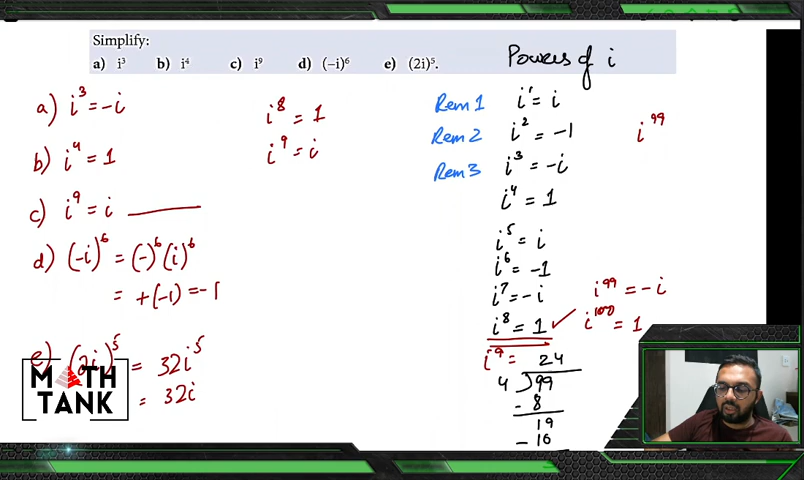 Simplify:
a) i³ b) i⁴ c) i⁹ d) (−i)⁶ e) (2i)⁵.
Powers of i
a) i³ = -i
b) i⁴ = 1
c) i⁹ = i
d) (-i)⁶ = (-)⁶ (i)⁶
= +(-1) = -1
e) (2i)⁵ = 32i⁵
= 32i
i⁸ = 1
i⁹ = i
Rem 1 i¹ = i
Rem 2 i² = -1
Rem 3 i³ = -i
i⁴ = 1
i⁵ = i
i⁶ = -1
i⁷ = -i
i⁸ = 1
i⁹ =
i⁹⁹
i⁹⁹ = -i
i¹⁰⁰ = 1
24
4 99
- 8
19
- 16
MATH
TANK